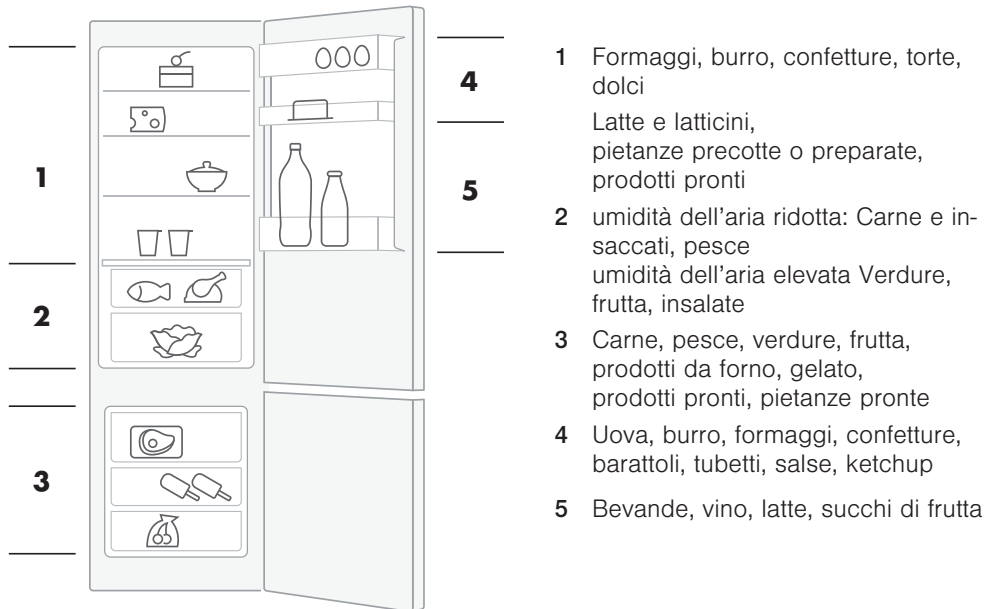 1
2
3
4
5
1 Formaggi, burro, confetture, torte,
dolci
Latte e latticini,
pietanze precotte o preparate,
prodotti pronti
2 umidità dell'aria ridotta: Carne e in-
saccati, pesce
umidità dell'aria elevata Verdure,
frutta, insalate
3 Carne, pesce, verdure, frutta,
prodotti da forno, gelato,
prodotti pronti, pietanze pronte
4 Uova, burro, formaggi, confetture,
barattoli, tubetti, salse, ketchup
5 Bevande, vino, latte, succhi di frutta